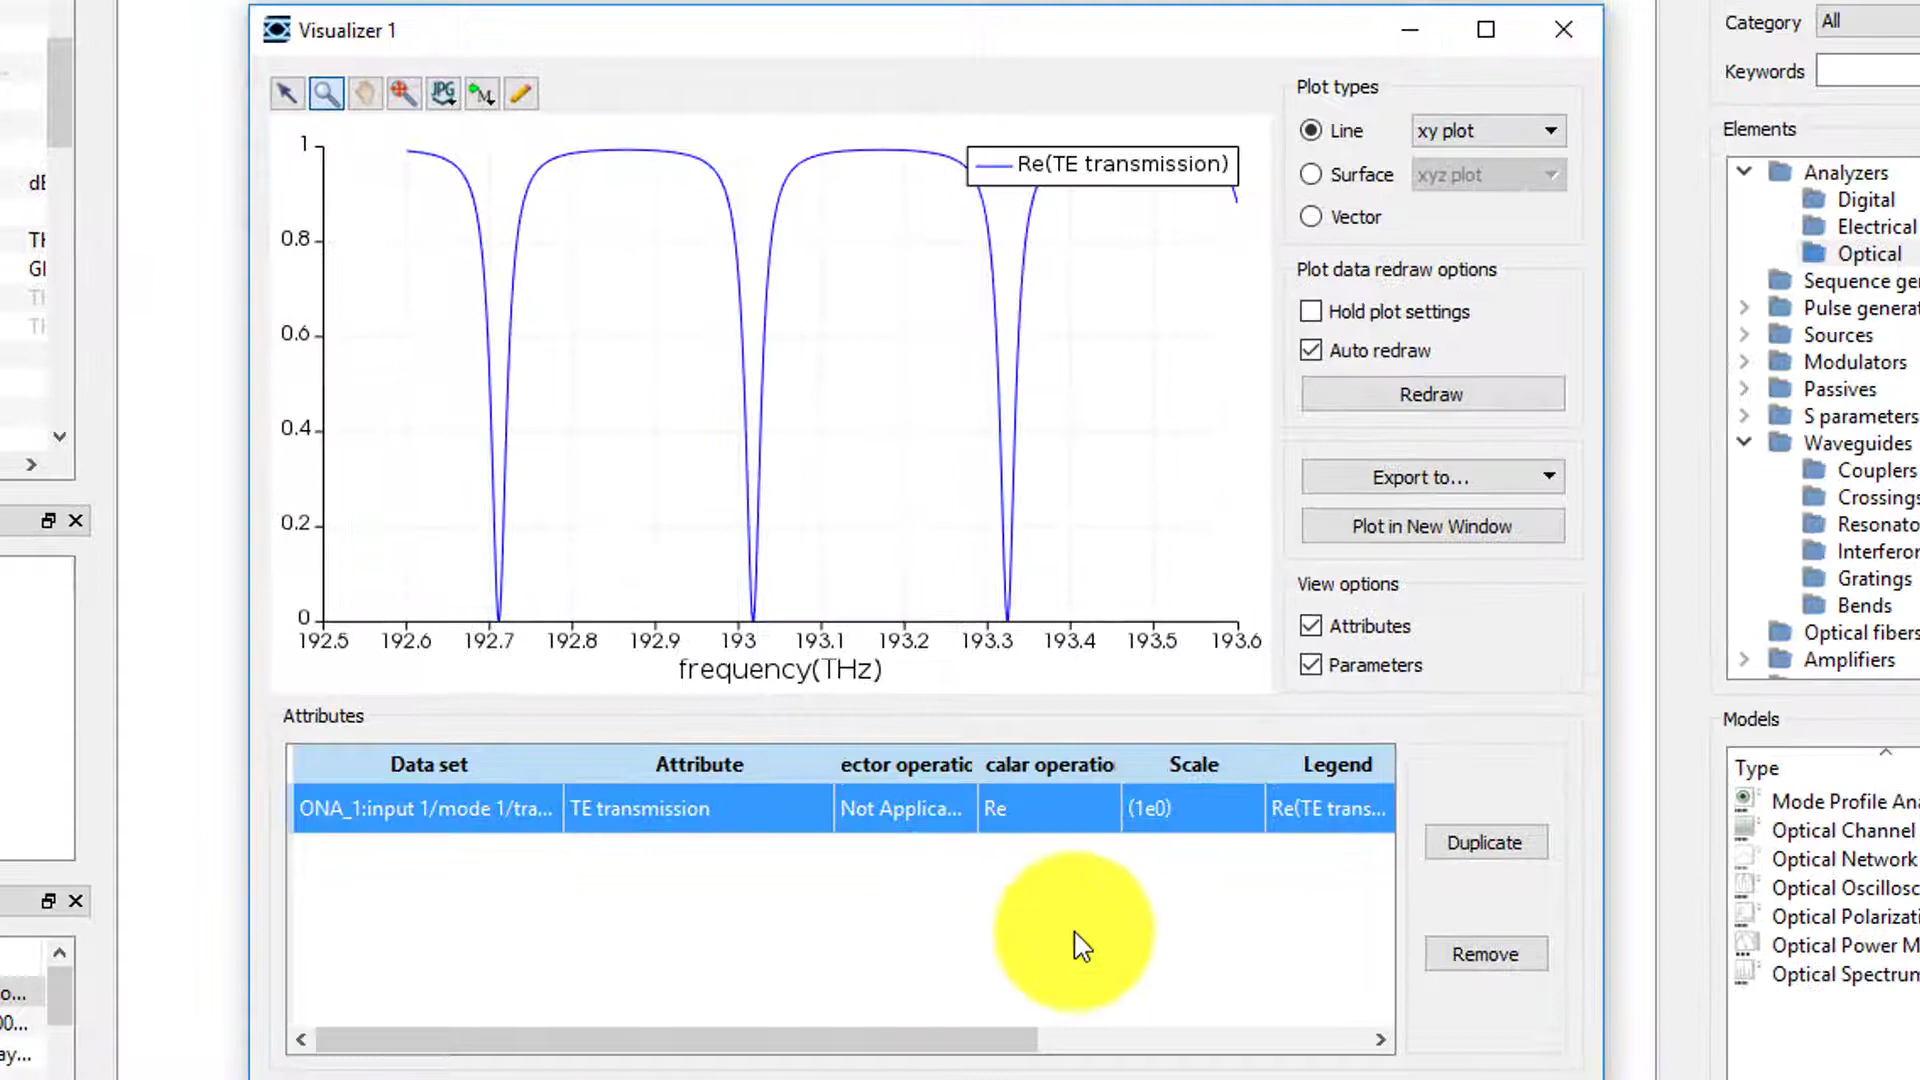 Visualizer 1
JPG
M
1
0.8
0.6
0.4
0.2
0
192.5 192.6 192.7 192.8 192.9 193 193.1 193.2 193.3 193.4 193.5 193.6
frequency(THz)
Re(TE transmission)
Plot types
Line xy plot
Surface xyz plot
Vector
Plot data redraw options
Hold plot settings
Auto redraw
Redraw
Export to...
Plot in New Window
View options
Attributes
Parameters
Attributes
Data set Attribute ector operatio calar operatio Scale Legend
ONA_1:input 1/mode 1/tra... TE transmission Not Applica... Re (1e0) Re(TE trans...
Duplicate
Remove
Category All
Keywords
Elements
Analyzers
Digital
Electrical
Optical
Sequence ge
Pulse genera
Sources
Modulators
Passives
S parameters
Waveguides
Couplers
Crossings
Resonato
Interferor
Gratings
Bends
Optical fibers
Amplifiers
Models
Type
Mode Profile An
Optical Channel
Optical Network
Optical Oscillosc
Optical Polarizati
Optical Power M
Optical Spectrun
o...
00...
ay...